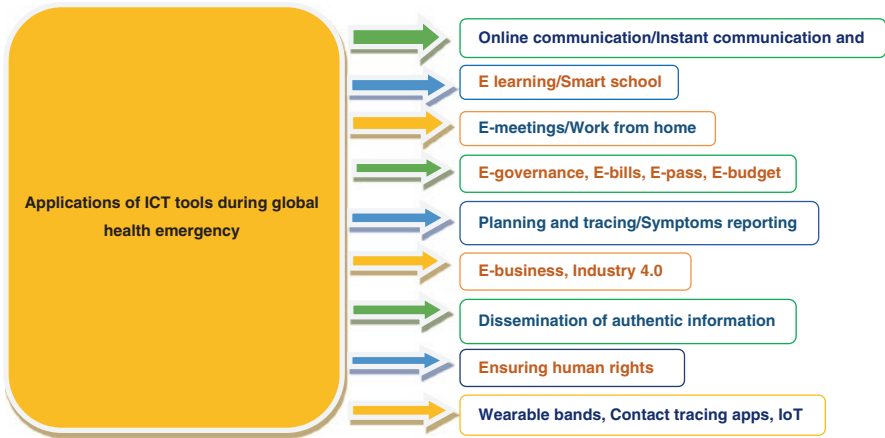 Applications of ICT tools during global
health emergency
Online communication/Instant communication and
E learning/Smart school
E-meetings/Work from home
E-governance, E-bills, E-pass, E-budget
Planning and tracing/Symptoms reporting
E-business, Industry 4.0
Dissemination of authentic information
Ensuring human rights
Wearable bands, Contact tracing apps, IoT